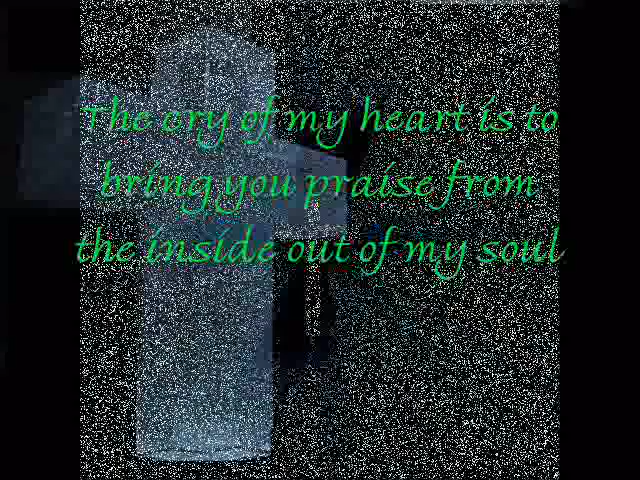 The cry of my heart is to
bring you praise from
the inside out of my soul